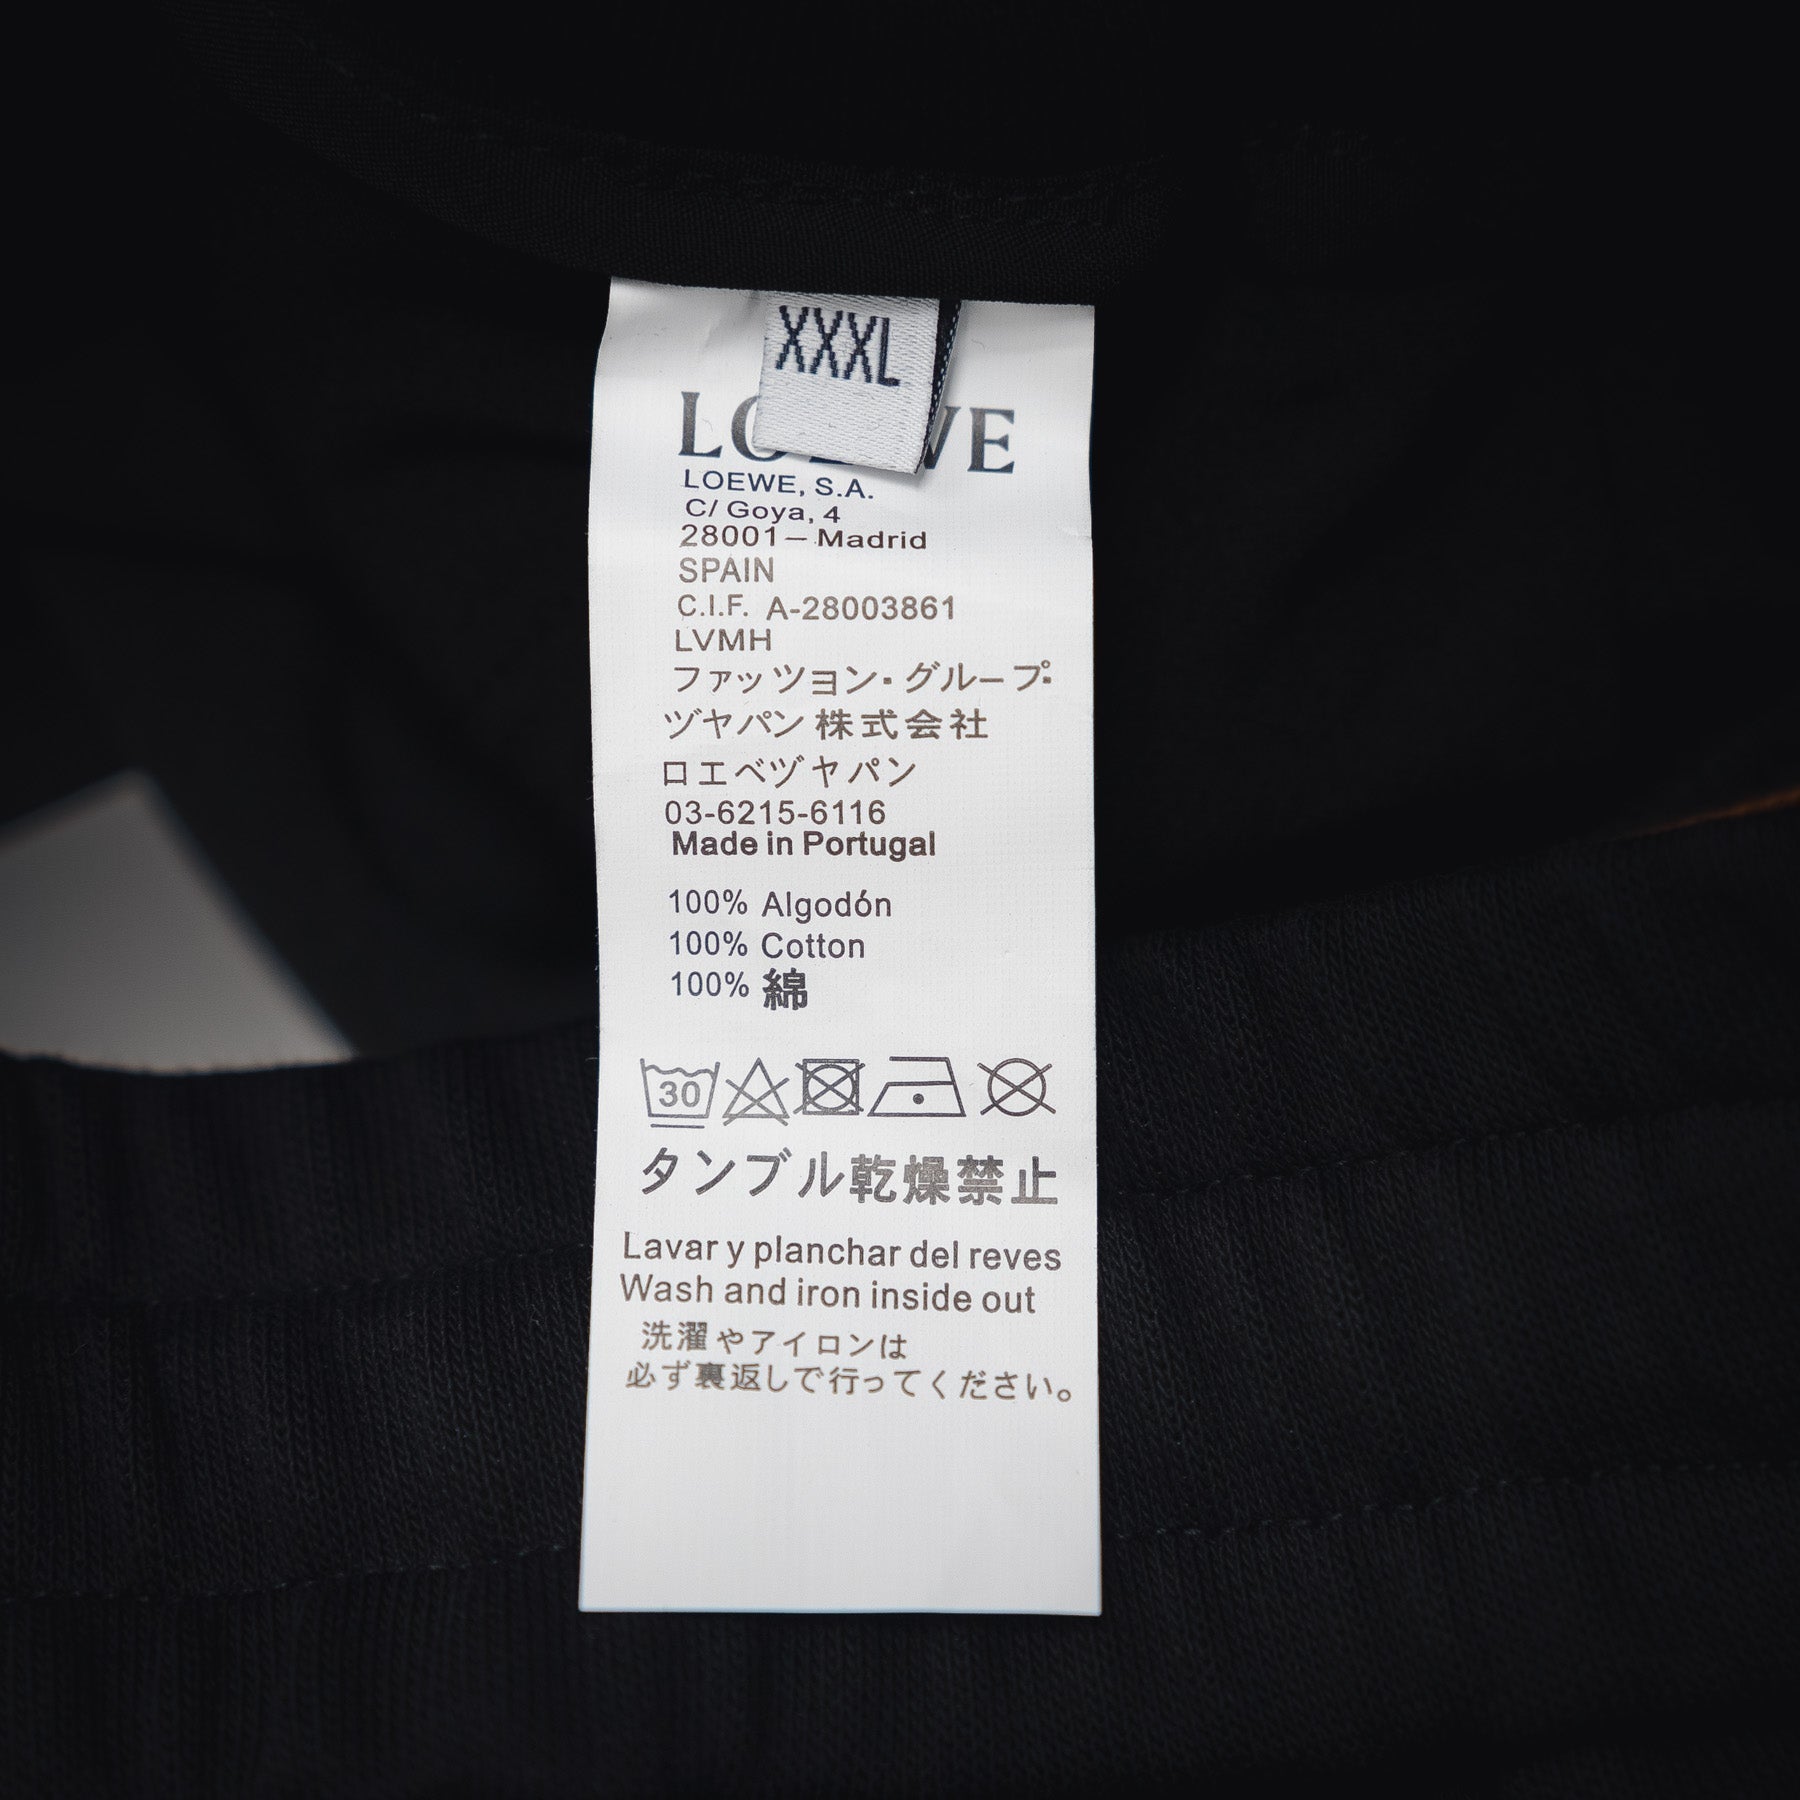 XXXL
LOEWE
LOEWE, S.A.
C/ Goya, 4
28001– Madrid
SPAIN
C.I.F. A-28003861
LVMH
ファッツョン・グループ・
ヅャパン 株式会社
ロエベヅャパン
03-6215-6116
Made in Portugal
100% Algodón
100% Cotton
100% 綿
30
タンブル乾燥禁止
Lavar y planchar del reves
Wash and iron inside out
洗濯やアイロンは
必ず裏返しで行ってください。